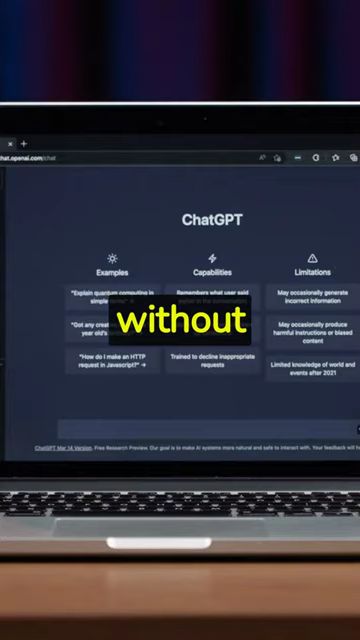 chat.openai.com/chat
ChatGPT
Examples
Capabilities
Limitations
"Explain quantum computing in simple
Remembers what user said
May occasionally generate
incorrect information
"Got any
year old's
without
May occasionally produce
harmful instructions or biased
content
"How do I make an HTTP
request in Javascript?" →
Trained to decline inappropriate
requests
Limited knowledge of world and
events after 2021
ChatGPT Mar 14 Version. Free Research Preview. Our goal is to make AI systems more natural and safe to interact with. Your feedback will